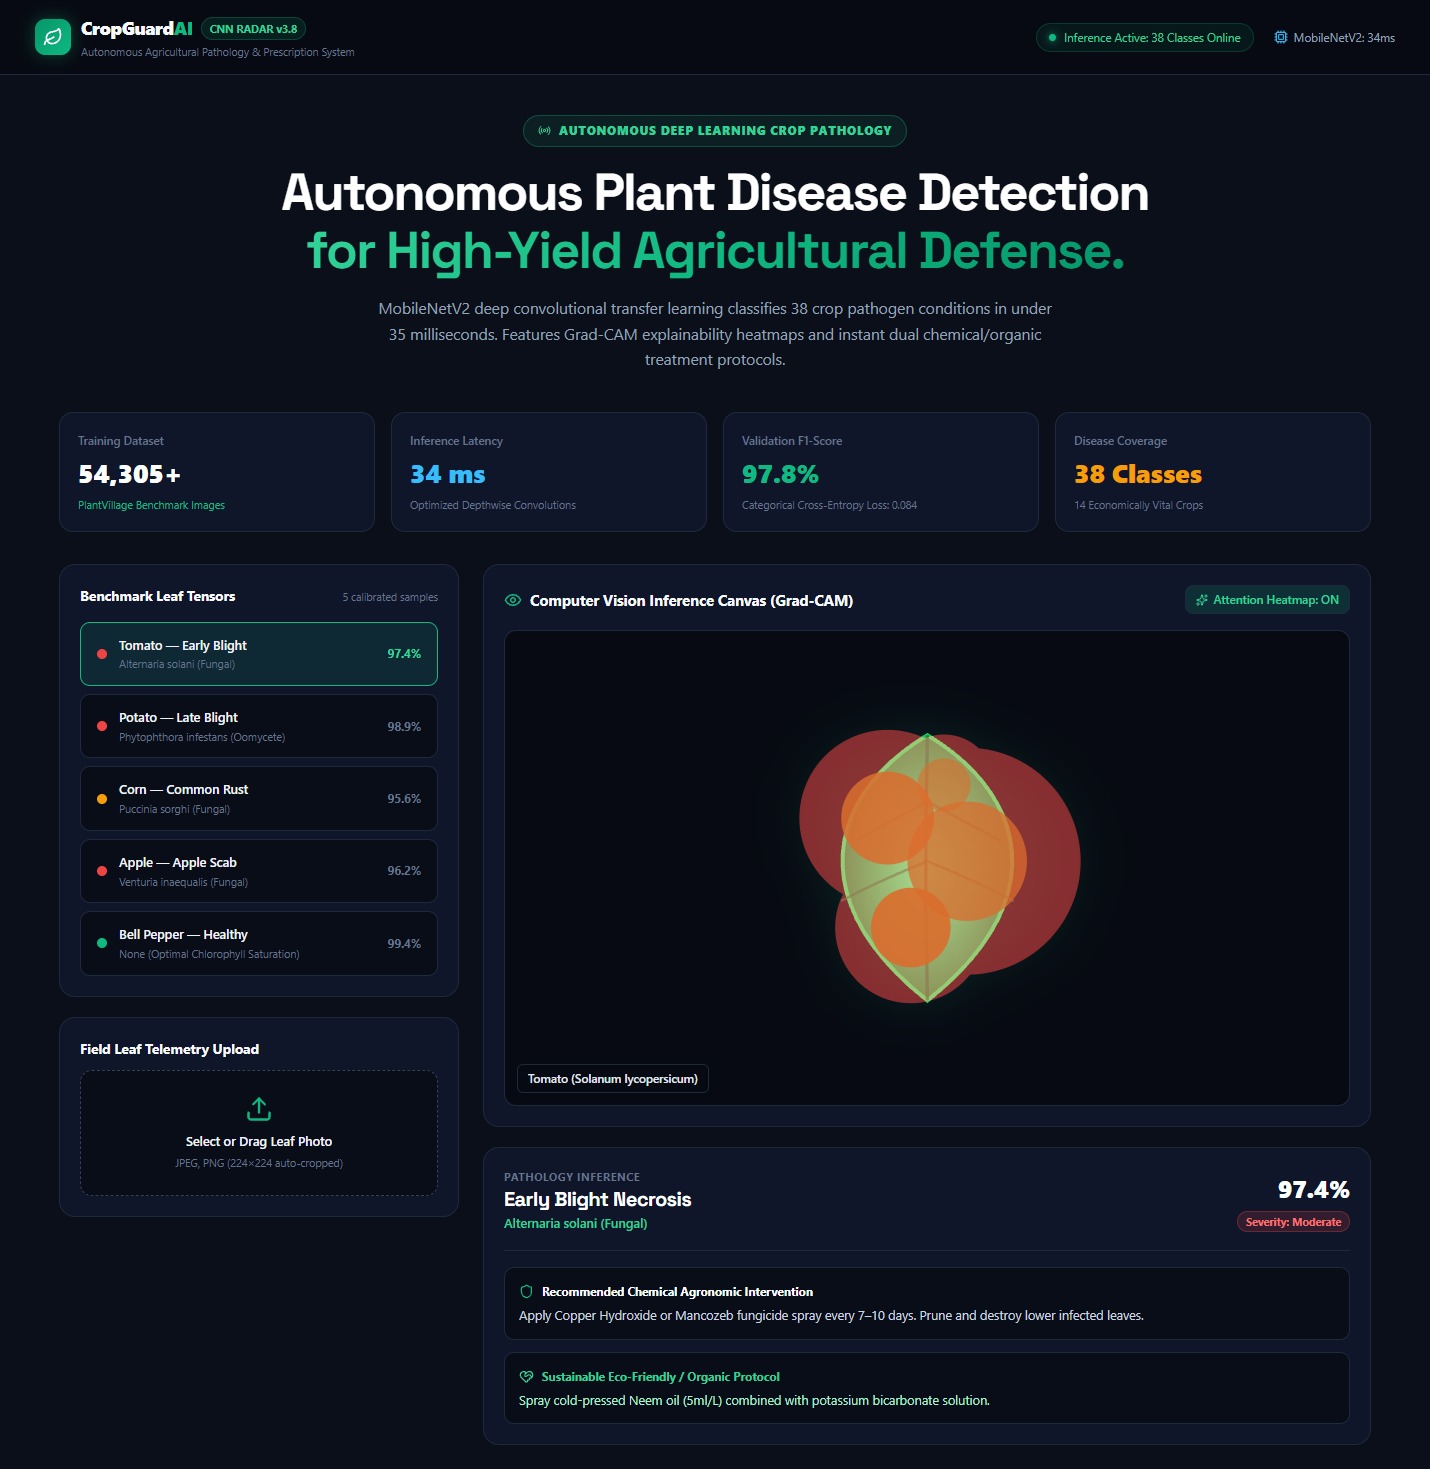 CropGuardAI
CNN RADAR v3.8
Autonomous Agricultural Pathology & Prescription System
Inference Active: 38 Classes Online
MobileNetV2: 34ms
AUTONOMOUS DEEP LEARNING CROP PATHOLOGY
Autonomous Plant Disease Detection
for High-Yield Agricultural Defense.
MobileNetV2 deep convolutional transfer learning classifies 38 crop pathogen conditions in under
35 milliseconds. Features Grad-CAM explainability heatmaps and instant dual chemical/organic
treatment protocols.
Training Dataset
54,305+
PlantVillage Benchmark Images
Inference Latency
34 ms
Optimized Depthwise Convolutions
Validation F1-Score
97.8%
Categorical Cross-Entropy Loss: 0.084
Disease Coverage
38 Classes
14 Economically Vital Crops
Benchmark Leaf Tensors
5 calibrated samples
Tomato — Early Blight
Alternaria solani (Fungal)
97.4%
Potato — Late Blight
Phytophthora infestans (Oomycete)
98.9%
Corn — Common Rust
Puccinia sorghi (Fungal)
95.6%
Apple — Apple Scab
Venturia inaequalis (Fungal)
96.2%
Bell Pepper — Healthy
None (Optimal Chlorophyll Saturation)
99.4%
Field Leaf Telemetry Upload
Select or Drag Leaf Photo
JPEG, PNG (224×224 auto-cropped)
Computer Vision Inference Canvas (Grad-CAM)
Attention Heatmap: ON
Tomato (Solanum lycopersicum)
PATHOLOGY INFERENCE
Early Blight Necrosis
Alternaria solani (Fungal)
97.4%
Severity: Moderate
Recommended Chemical Agronomic Intervention
Apply Copper Hydroxide or Mancozeb fungicide spray every 7–10 days. Prune and destroy lower infected leaves.
Sustainable Eco-Friendly / Organic Protocol
Spray cold-pressed Neem oil (5ml/L) combined with potassium bicarbonate solution.